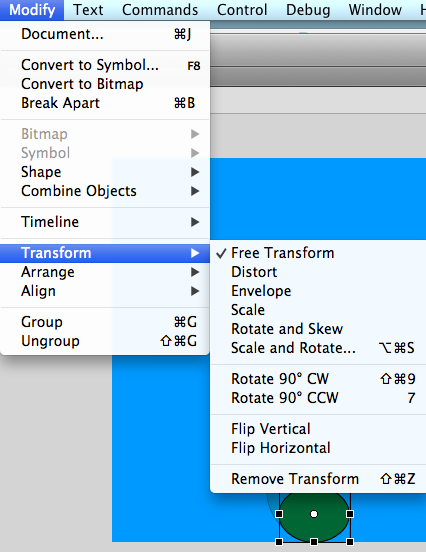 Modify Text Commands Control Debug Window H
Document... ⌘J
Convert to Symbol... F8
Convert to Bitmap
Break Apart ⌘B
Bitmap
Symbol
Shape
Combine Objects
Timeline
Transform
Arrange
Align
Group ⌘G
Ungroup ⇧⌘G
✓ Free Transform
Distort
Envelope
Scale
Rotate and Skew
Scale and Rotate... ⌥⌘S
Rotate 90° CW ⇧⌘9
Rotate 90° CCW 7
Flip Vertical
Flip Horizontal
Remove Transform ⇧⌘Z